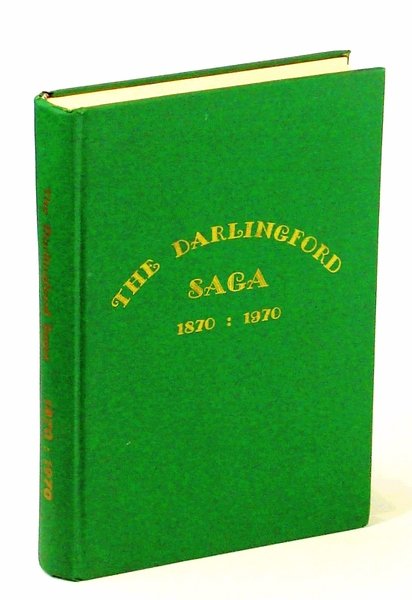 THE DARLINGFORD
SAGA
1870 : 1970
The Darlingford Saga 1870 : 1970